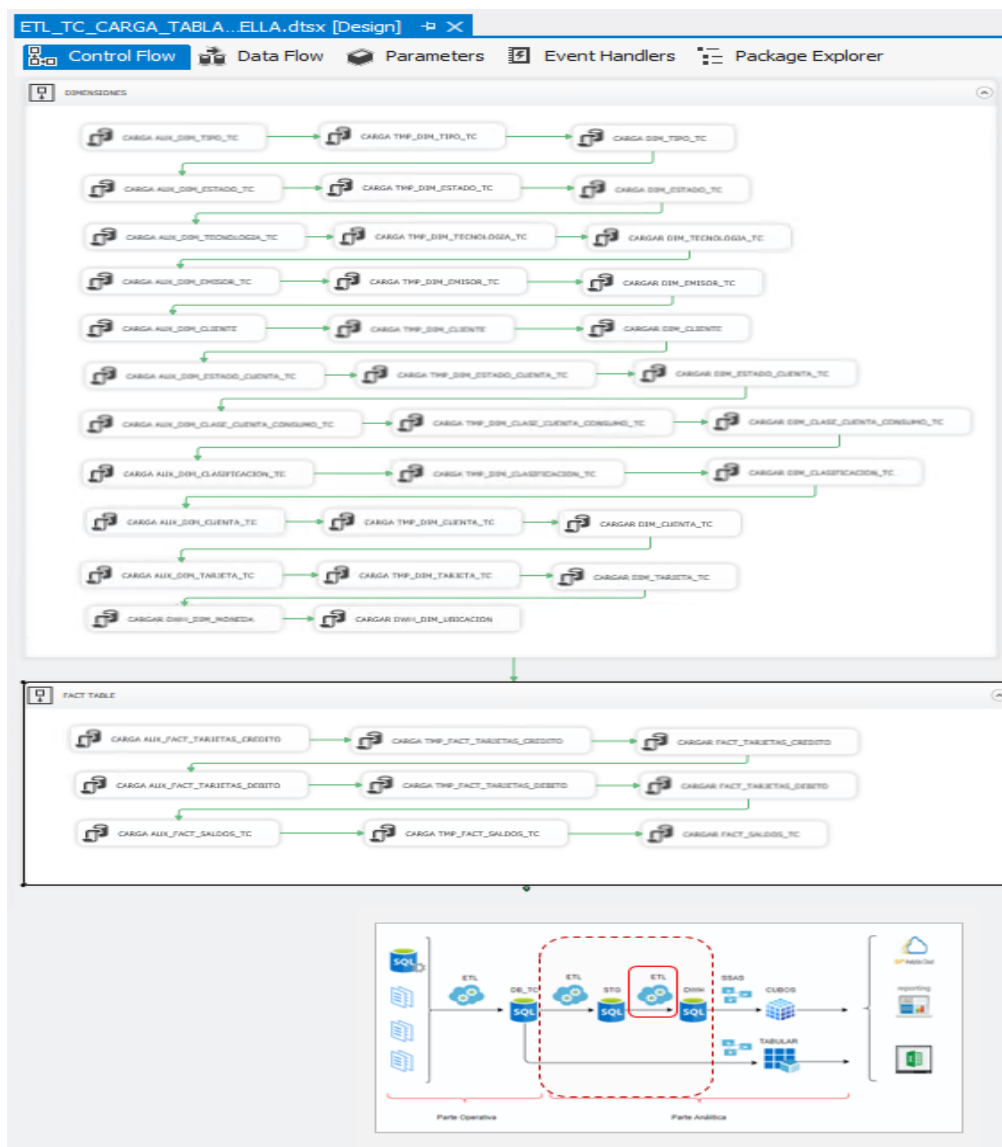 ETL_TC_CARGA_TABLA...ELLA.dtsx [Design]
Control Flow Data Flow Parameters Event Handlers Package Explorer
DIMENSIONES
CARGA AUX_DIM_TIPO_TC CARGA TMP_DIM_TIPO_TC CARGA DIM_TIPO_TC
CARGA AUX_DIM_ESTADO_TC CARGA TMP_DIM_ESTADO_TC CARGA DIM_ESTADO_TC
CARGA AUX_DIM_TECNOLOGIA_TC CARGA TMP_DIM_TECNOLOGIA_TC CARGAR DIM_TECNOLOGIA_TC
CARGA AUX_DIM_EMISOR_TC CARGA TMP_DIM_EMISOR_TC CARGAR DIM_EMISOR_TC
CARGA AUX_DIM_CLIENTE CARGA TMP_DIM_CLIENTE CARGAR DIM_CLIENTE
CARGA AUX_DIM_ESTADO_CUENTA_TC CARGA TMP_DIM_ESTADO_CUENTA_TC CARGAR DIM_ESTADO_CUENTA_TC
CARGA AUX_DIM_CLASE_CUENTA_CONSUMO_TC CARGA TMP_DIM_CLASE_CUENTA_CONSUMO_TC CARGAR DIM_CLASE_CUENTA_CONSUMO_TC
CARGA AUX_DIM_CLASIFICACION_TC CARGA TMP_DIM_CLASIFICACION_TC CARGAR DIM_CLASIFICACION_TC
CARGA AUX_DIM_CUENTA_TC CARGA TMP_DIM_CUENTA_TC CARGAR DIM_CUENTA_TC
CARGA AUX_DIM_TARJETA_TC CARGA TMP_DIM_TARJETA_TC CARGAR DIM_TARJETA_TC
CARGAR DWH_DIM_MONEDA CARGAR DWH_DIM_UBICACION
FACT TABLE
CARGA AUX_FACT_TARJETAS_CREDITO CARGA TMP_FACT_TARJETAS_CREDITO CARGAR FACT_TARJETAS_CREDITO
CARGA AUX_FACT_TARJETAS_DEBITO CARGA TMP_FACT_TARJETAS_DEBITO CARGAR FACT_TARJETAS_DEBITO
CARGA AUX_FACT_SALDOS_TC CARGA TMP_FACT_SALDOS_TC CARGAR FACT_SALDOS_TC
SQL
ETL DB_TC ETL STG ETL DWH SSAS CUBOS
SQL SQL SQL
TABULAR
reporting
Parte Operativa Parte Analítica